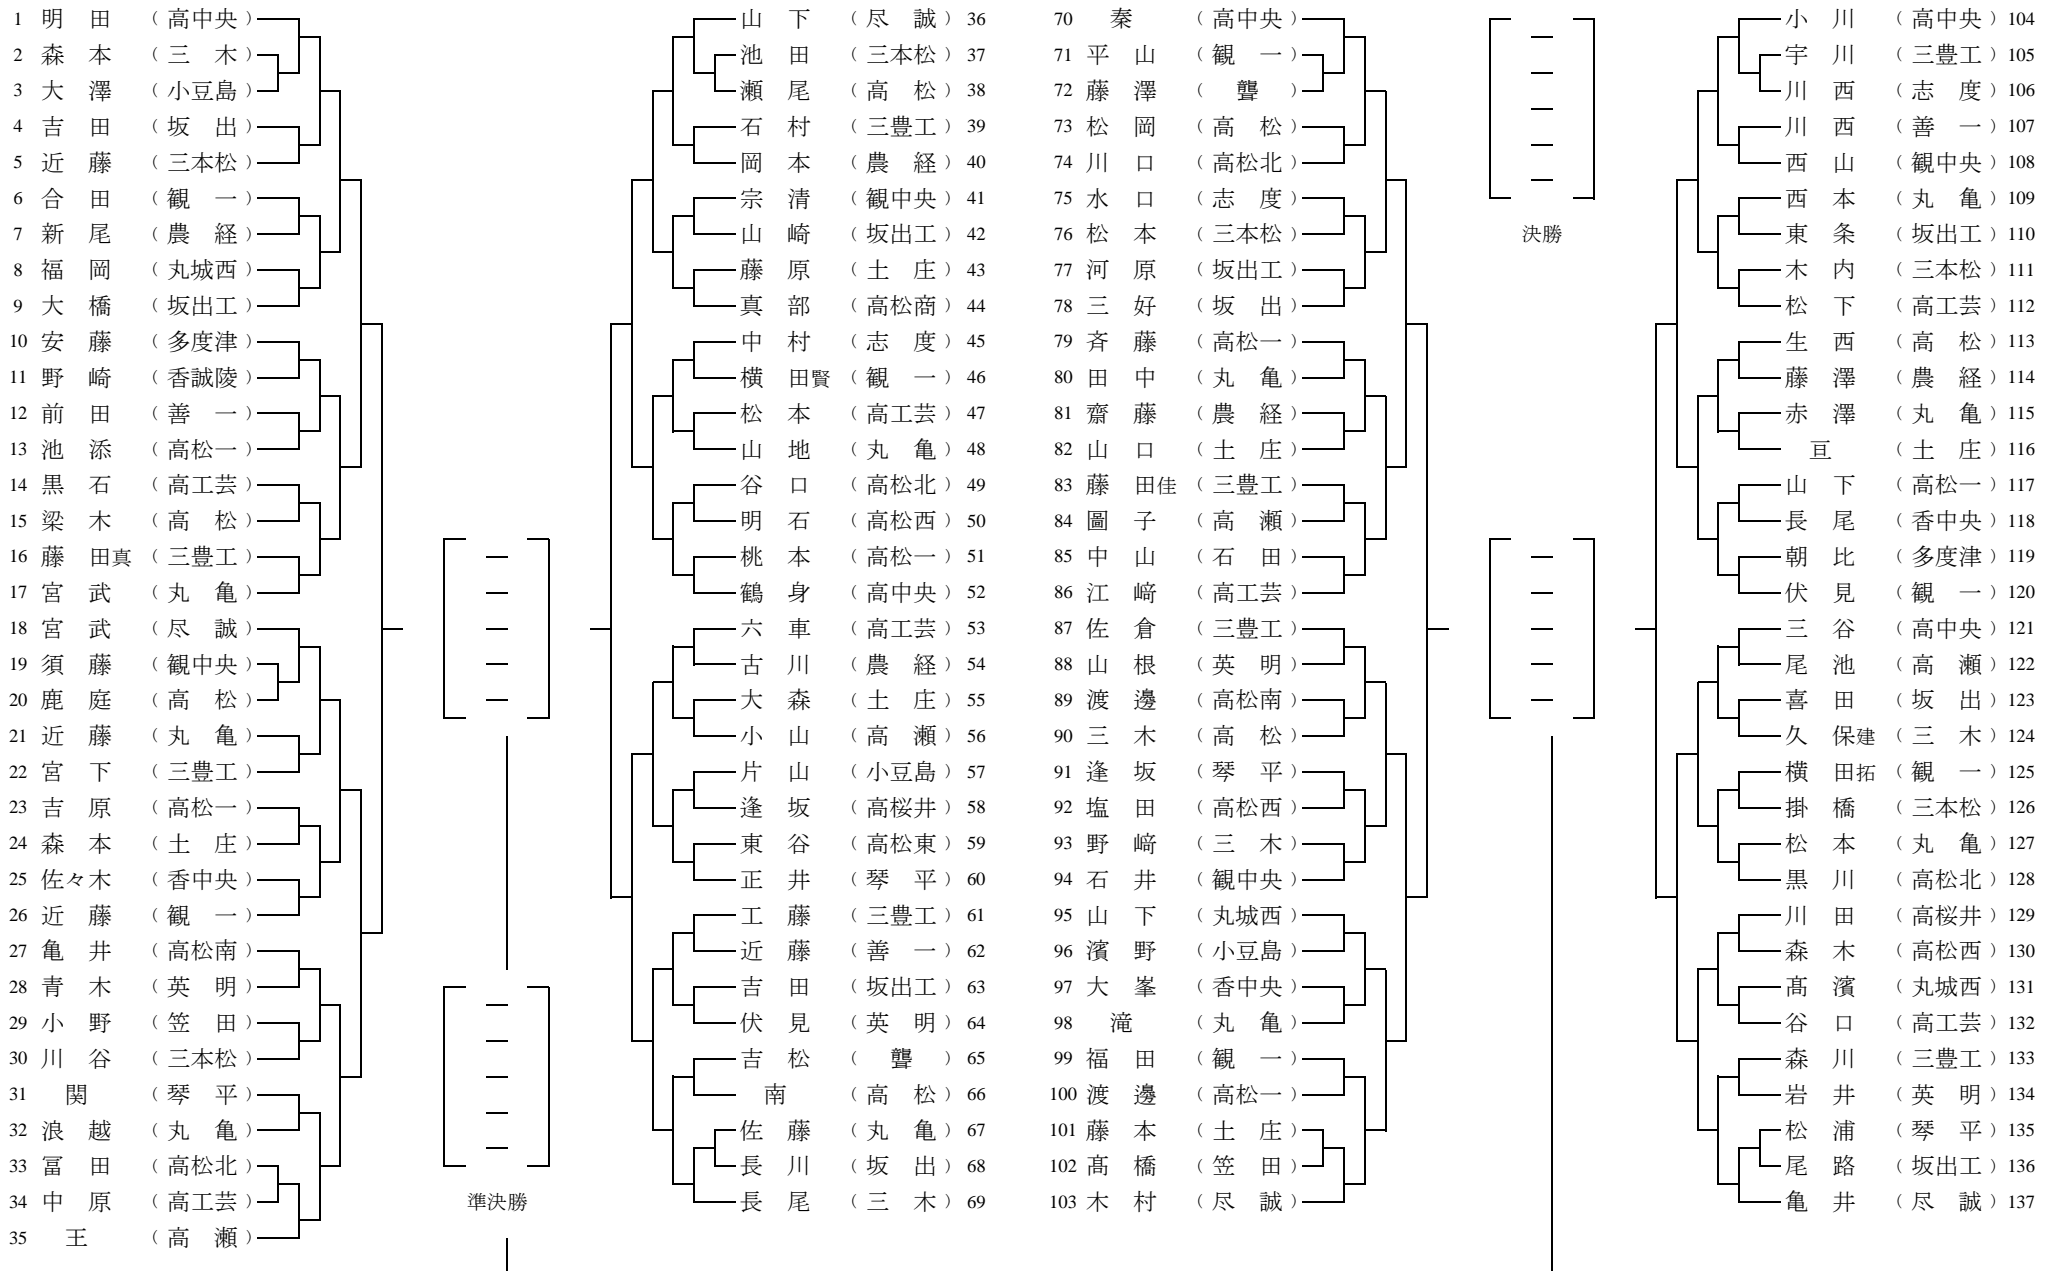 1 明田 (高中央)
2 森本 (三木)
3 大澤 (小豆島)
4 吉田 (坂出)
5 近藤 (三本松)
6 合田 (観一)
7 新尾 (農経)
8 福岡 (丸城西)
9 大橋 (坂出工)
10 安藤 (多度津)
11 野崎 (香誠陵)
12 前田 (善一)
13 池添 (高松一)
14 黒石 (高工芸)
15 梁木 (高松)
16 藤田真 (三豊工)
17 宮武 (丸亀)
18 宮武 (尽誠)
19 須藤 (観中央)
20 鹿庭 (高松)
21 近藤 (丸亀)
22 宮下 (三豊工)
23 吉原 (高松一)
24 森本 (土庄)
25 佐々木 (香中央)
26 近藤 (観一)
27 亀井 (高松南)
28 青木 (英明)
29 小野 (笠田)
30 川谷 (三本松)
31 関 (琴平)
32 浪越 (丸亀)
33 冨田 (高松北)
34 中原 (高工芸)
35 王 (高瀬)
準決勝
山下 (尽誠) 36
池田 (三本松) 37
瀬尾 (高松) 38
石村 (三豊工) 39
岡本 (農経) 40
宗清 (観中央) 41
山崎 (坂出工) 42
藤原 (土庄) 43
真部 (高松商) 44
中村 (志度) 45
横田賢 (観一) 46
松本 (高工芸) 47
山地 (丸亀) 48
谷口 (高松北) 49
明石 (高松西) 50
桃本 (高松一) 51
鶴身 (高中央) 52
六車 (高工芸) 53
古川 (農経) 54
大森 (土庄) 55
小山 (高瀬) 56
片山 (小豆島) 57
逢坂 (高桜井) 58
東谷 (高松東) 59
正井 (琴平) 60
工藤 (三豊工) 61
近藤 (善一) 62
吉田 (坂出工) 63
伏見 (英明) 64
吉松 (聾) 65
南 (高松) 66
佐藤 (丸亀) 67
長川 (坂出) 68
長尾 (三木) 69
70 秦 (高中央)
71 平山 (観一)
72 藤澤 (聾)
73 松岡 (高松)
74 川口 (高松北)
75 水口 (志度)
76 松本 (三本松)
77 河原 (坂出工)
78 三好 (坂出)
79 斉藤 (高松一)
80 田中 (丸亀)
81 齋藤 (農経)
82 山口 (土庄)
83 藤田佳 (三豊工)
84 圖子 (高瀬)
85 中山 (石田)
86 江﨑 (高工芸)
87 佐倉 (三豊工)
88 山根 (英明)
89 渡邊 (高松南)
90 三木 (高松)
91 逢坂 (琴平)
92 塩田 (高松西)
93 野﨑 (三木)
94 石井 (観中央)
95 山下 (丸城西)
96 濱野 (小豆島)
97 大峯 (香中央)
98 滝 (丸亀)
99 福田 (観一)
100 渡邊 (高松一)
101 藤本 (土庄)
102 髙橋 (笠田)
103 木村 (尽誠)
決勝
小川 (高中央) 104
宇川 (三豊工) 105
川西 (志度) 106
川西 (善一) 107
西山 (観中央) 108
西本 (丸亀) 109
東条 (坂出工) 110
木内 (三本松) 111
松下 (高工芸) 112
生西 (高松) 113
藤澤 (農経) 114
赤澤 (丸亀) 115
亘 (土庄) 116
山下 (高松一) 117
長尾 (香中央) 118
朝比 (多度津) 119
伏見 (観一) 120
三谷 (高中央) 121
尾池 (高瀬) 122
喜田 (坂出) 123
久保建 (三木) 124
横田拓 (観一) 125
掛橋 (三本松) 126
松本 (丸亀) 127
黒川 (高松北) 128
川田 (高桜井) 129
森木 (高松西) 130
髙濱 (丸城西) 131
谷口 (高工芸) 132
森川 (三豊工) 133
岩井 (英明) 134
松浦 (琴平) 135
尾路 (坂出工) 136
亀井 (尽誠) 137